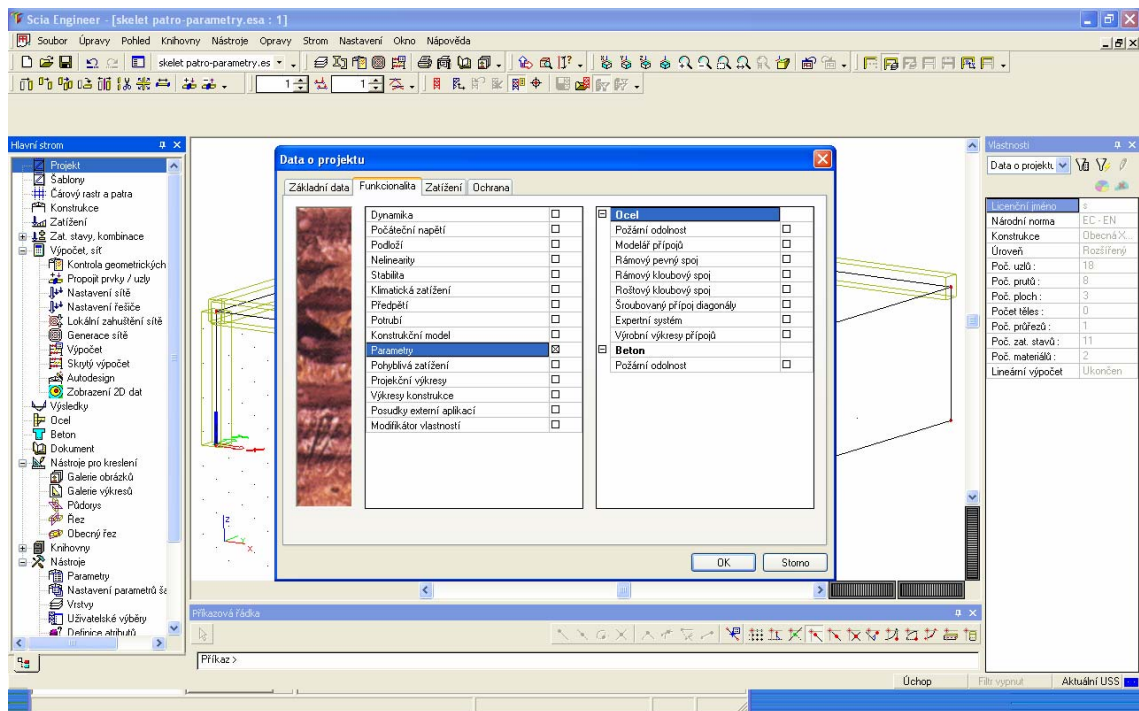 Scia Engineer - [skelet patro-parametry.esa : 1]
Soubor Úpravy Pohled Knihovny Nástroje Opravy Strom Nastavení Okno Nápověda
skelet patro-parametry.es
1 1
Hlavní strom
Projekt
Šablony
Čárový rastr a patra
Konstrukce
Zatížení
Zat. stavy, kombinace
Výpočet, síť
Kontrola geometrických
Propojit prvky / uzly
Nastavení sítě
Nastavení řešiče
Lokální zahuštění sítě
Generace sítě
Výpočet
Skrytý výpočet
Autodesign
Zobrazení 2D dat
Výsledky
Ocel
Beton
Dokument
Nástroje pro kreslení
Galerie obrázků
Galerie výkresů
Půdorys
Řez
Obecný řez
Knihovny
Nástroje
Parametry
Nastavení parametrů ša
Vrstvy
Uživatelské výběry
Definice atributů
Data o projektu
Základní data Funkcionalita Zatížení Ochrana
Dynamika
Počáteční napětí
Podloží
Nelinearity
Stabilita
Klimatická zatížení
Předpětí
Potrubí
Konstrukční model
Parametry
Pohyblivá zatížení
Projekční výkresy
Výkresy konstrukce
Posudky externí aplikací
Modifikátor vlastností
Ocel
Požární odolnost
Modelář přípojů
Rámový pevný spoj
Rámový kloubový spoj
Roštový kloubový spoj
Šroubovaný přípoj diagonály
Expertní systém
Výrobní výkresy přípojů
Beton
Požární odolnost
OK Storno
z
x
Vlastnosti
Data o projektu
Licenční jméno s
Národní norma EC - EN
Konstrukce Obecná X...
Úroveň Rozšířený
Poč. uzlů : 18
Poč. prutů : 8
Poč. ploch : 3
Počet těles : 0
Poč. průřezů : 1
Poč. zat. stavů : 11
Poč. materiálů : 2
Lineární výpočet Ukončen
Příkazová řádka
Příkaz >
Úchop Filtr vypnut Aktuální USS